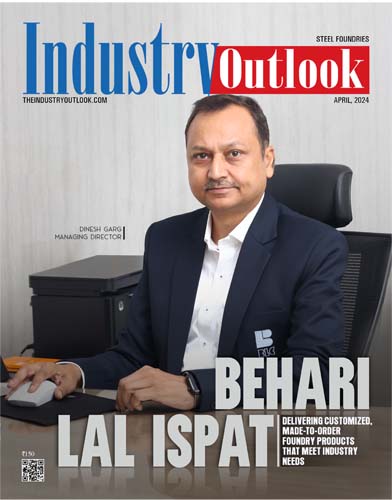 STEEL FOUNDRIES
Industry Outlook
THEINDUSTRYOUTLOOK.COM
APRIL, 2024
DINESH GARG
MANAGING DIRECTOR
BEHARI
LAL ISPAT
DELIVERING CUSTOMIZED,
MADE-TO-ORDER
FOUNDRY PRODUCTS
THAT MEET INDUSTRY
NEEDS
₹150